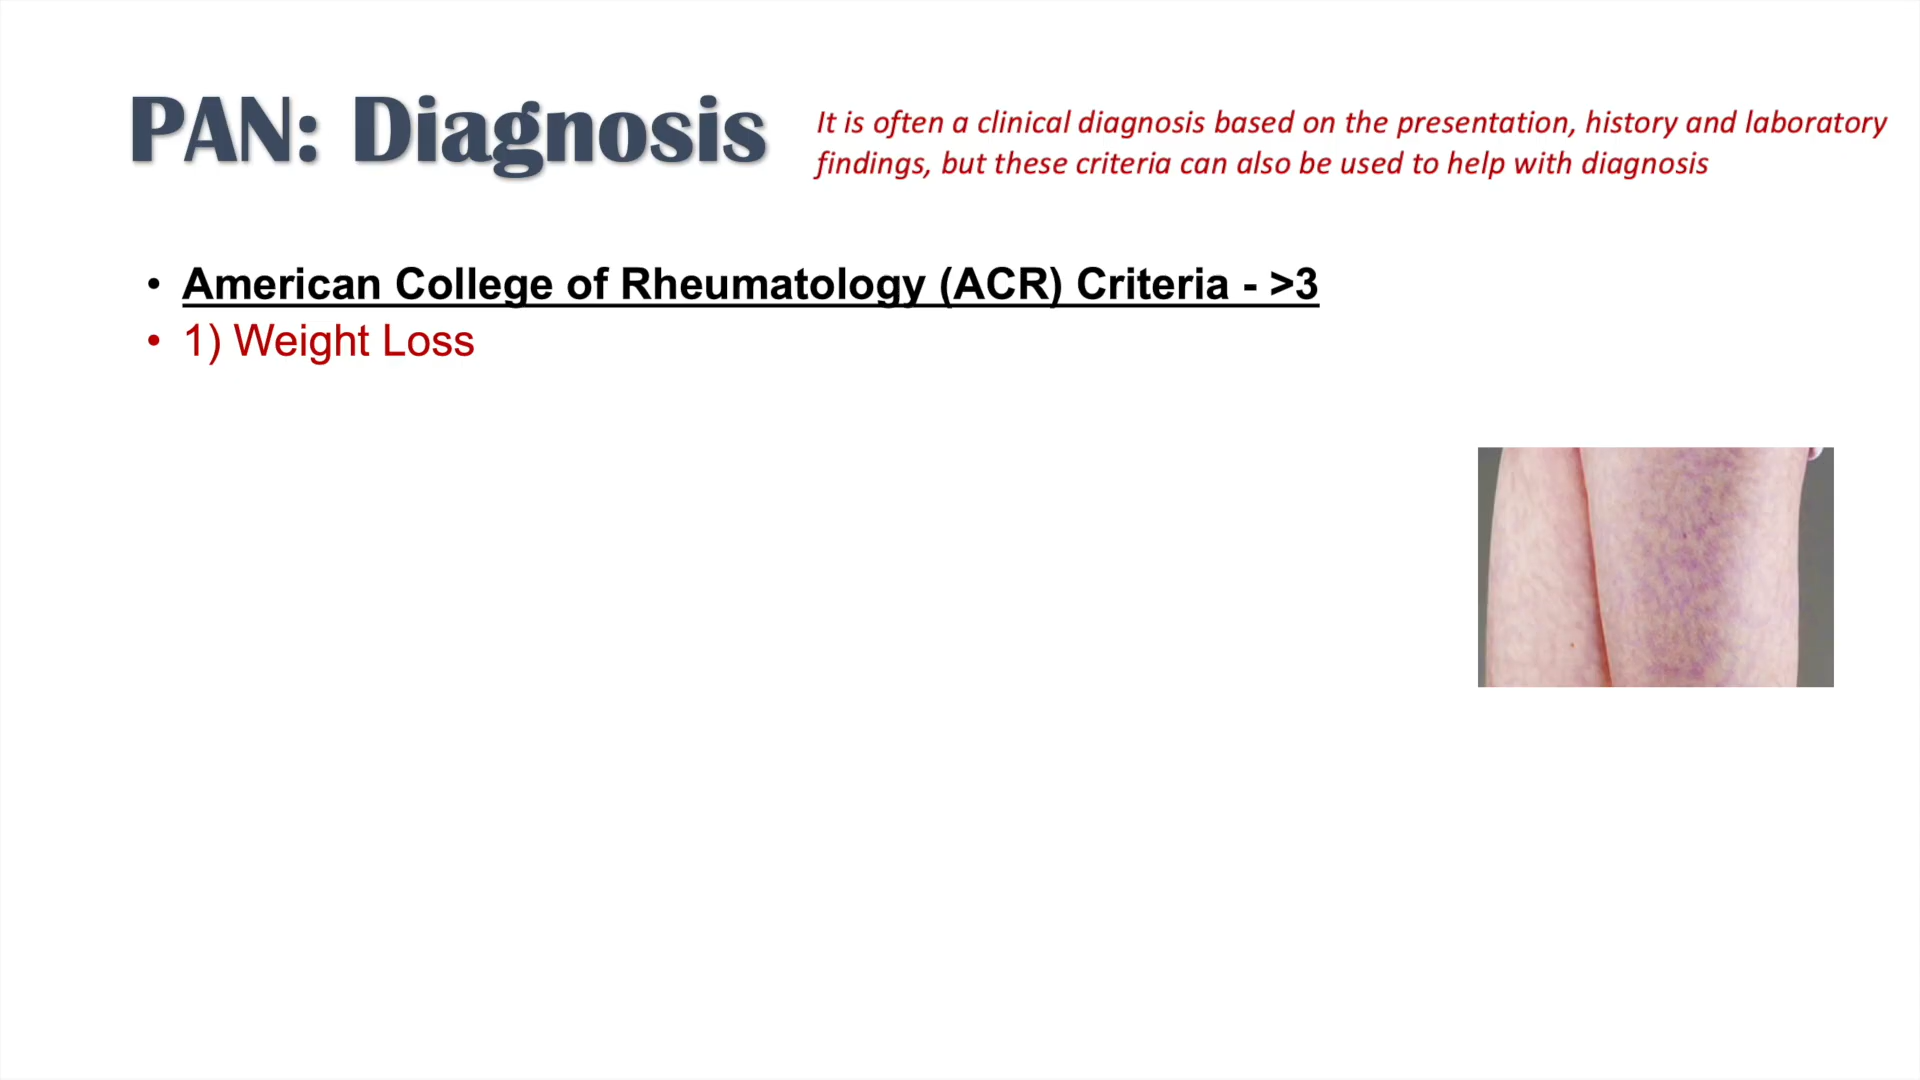 PAN: Diagnosis
It is often a clinical diagnosis based on the presentation, history and laboratory
findings, but these criteria can also be used to help with diagnosis
• American College of Rheumatology (ACR) Criteria - >3
• 1) Weight Loss